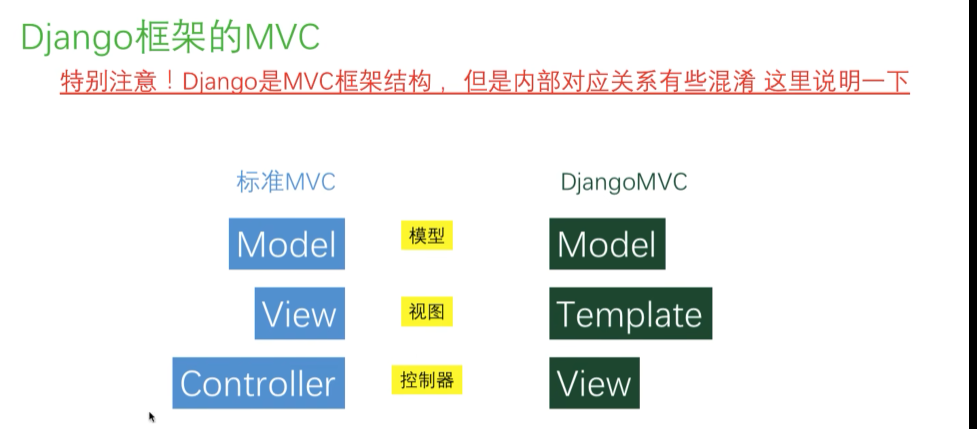 Django框架的MVC
特别注意！Django是MVC框架结构， 但是内部对应关系有些混淆 这里说明一下
标准MVC DjangoMVC
Model 模型 Model
View 视图 Template
Controller 控制器 View